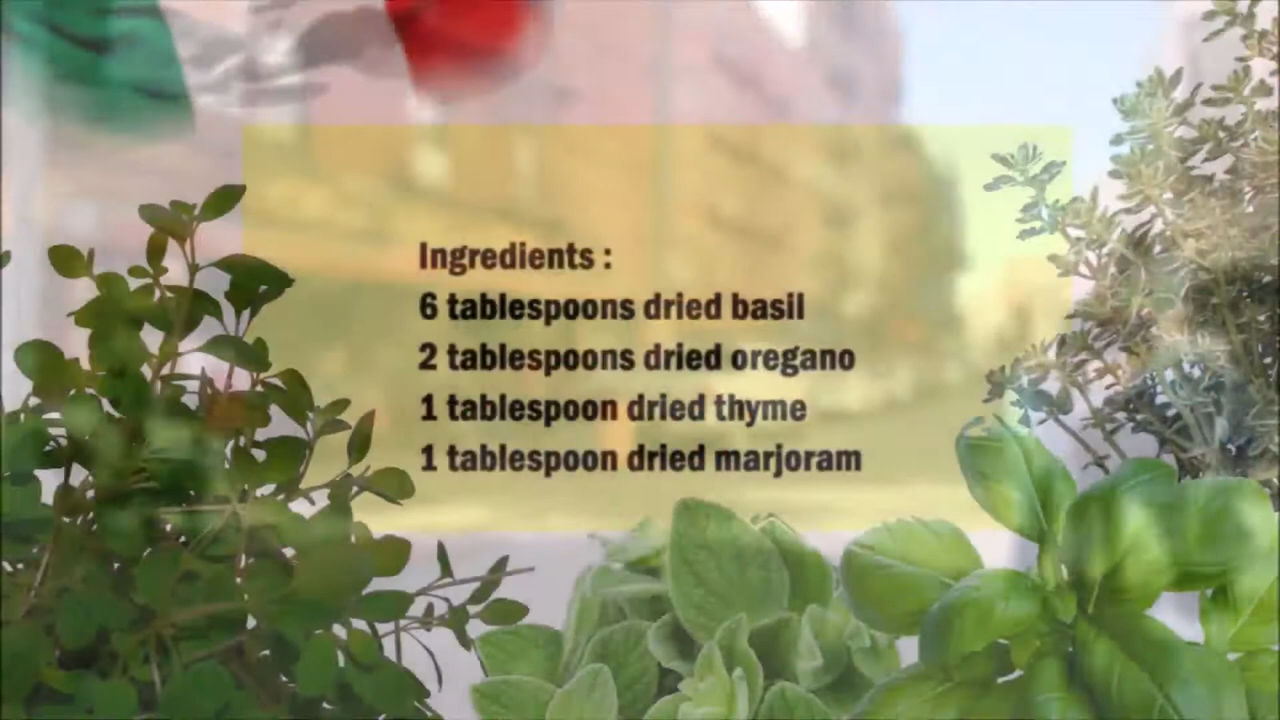 Ingredients :
6 tablespoons dried basil
2 tablespoons dried oregano
1 tablespoon dried thyme
1 tablespoon dried marjoram